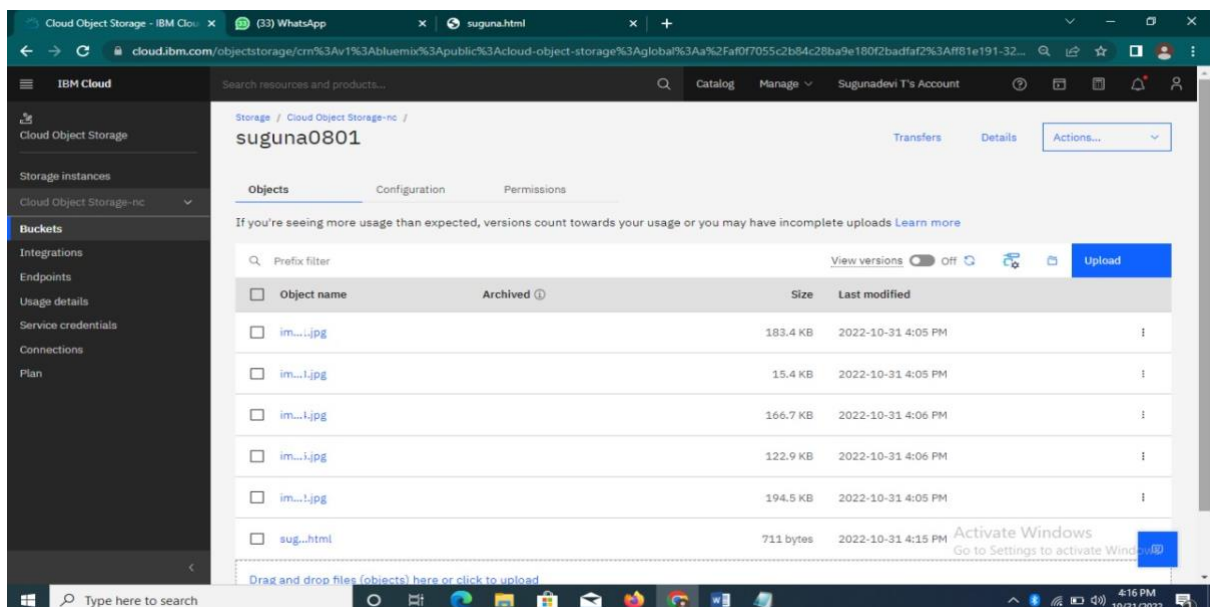 Cloud Object Storage - IBM Clou
(33) WhatsApp
suguna.html
cloud.ibm.com/objectstorage/crn%3Av1%3Abluemix%3Apublic%3Acloud-object-storage%3Aglobal%3Aa%2Faf0f7055c2b84c28ba9e180f2badfaf2%3Aff81e191-32...
IBM Cloud
Search resources and products...
Catalog
Manage
Sugunadevi T's Account
Cloud Object Storage
Storage instances
Cloud Object Storage-nc
Buckets
Integrations
Endpoints
Usage details
Service credentials
Connections
Plan
Storage / Cloud Object Storage-nc /
suguna0801
Transfers
Details
Actions...
Objects
Configuration
Permissions
If you're seeing more usage than expected, versions count towards your usage or you may have incomplete uploads Learn more
Prefix filter
View versions
Off
Upload
Object name Archived Size Last modified
183.4 KB 2022-10-31 4:05 PM
15.4 KB 2022-10-31 4:05 PM
166.7 KB 2022-10-31 4:06 PM
122.9 KB 2022-10-31 4:06 PM
194.5 KB 2022-10-31 4:05 PM
sug...html 711 bytes 2022-10-31 4:15 PM
Drag and drop files (objects) here or click to upload
Activate Windows
Go to Settings to activate
Type here to search
4:16 PM
10/31/2022